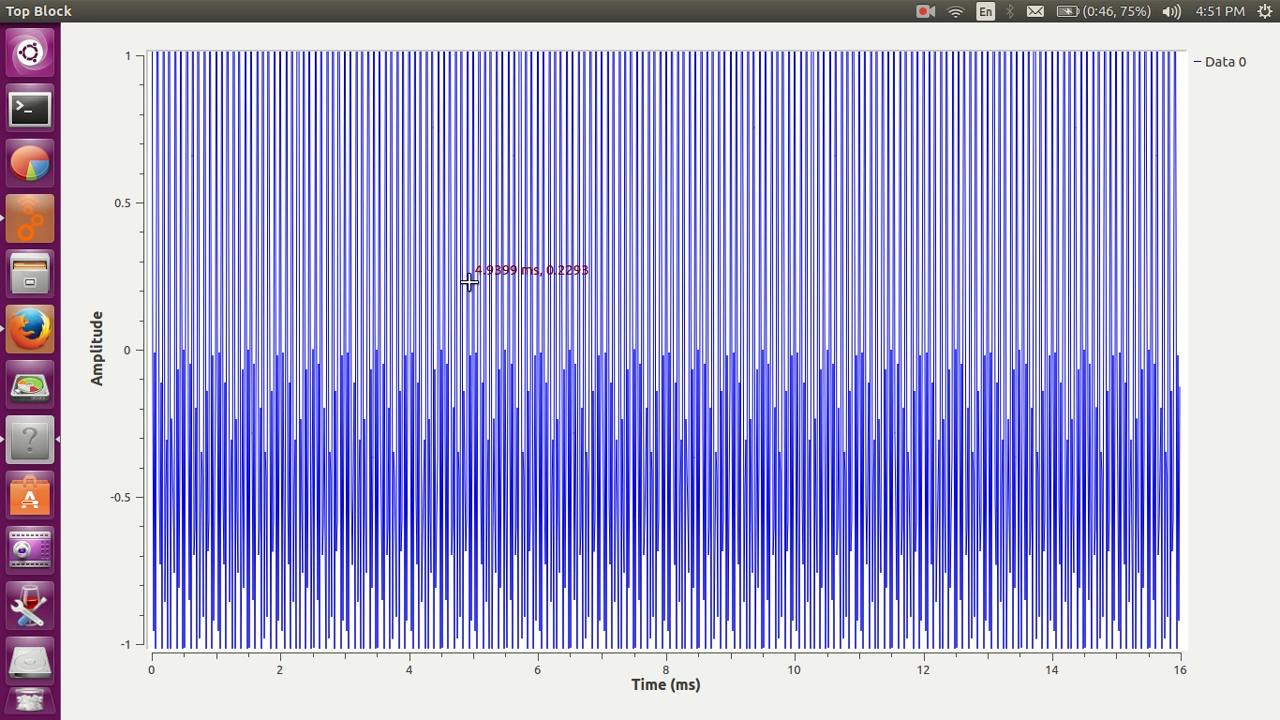 Top Block
En
(0:46, 75%)
4:51 PM
1
0.5
0
-0.5
-1
Amplitude
4.9399 ms, 0.2293
Data 0
0 2 4 6 8 10 12 14 16
Time (ms)